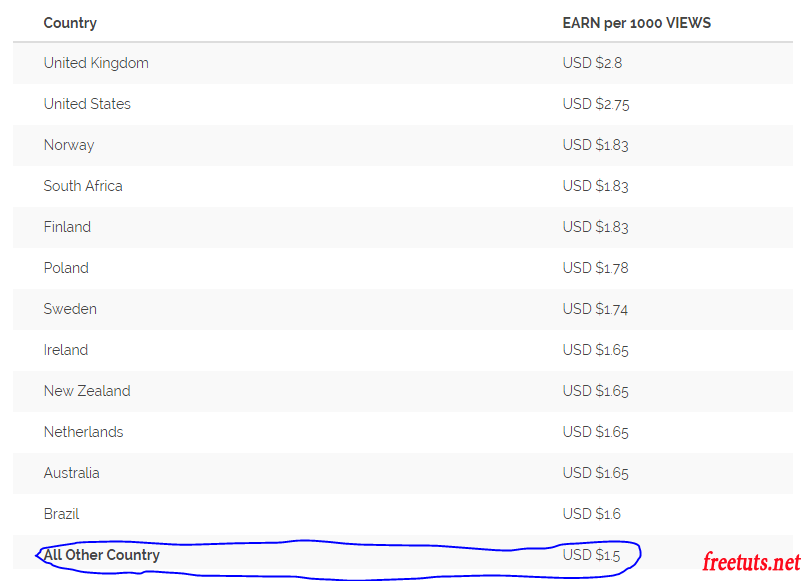 Country EARN per 1000 VIEWS
United Kingdom USD $2.8
United States USD $2.75
Norway USD $1.83
South Africa USD $1.83
Finland USD $1.83
Poland USD $1.78
Sweden USD $1.74
Ireland USD $1.65
New Zealand USD $1.65
Netherlands USD $1.65
Australia USD $1.65
Brazil USD $1.6
All Other Country USD $1.5
freetuts.net